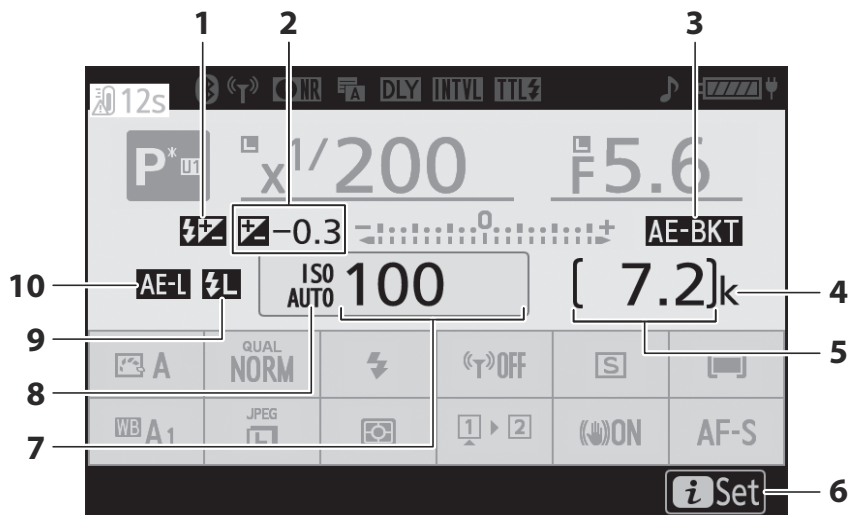 1 2 3
12s NR A DLY INTVL TTL
P* U1 L X1/200 L F5.6
−0.3 − 0 + AE-BKT
10 AE-L L ISO AUTO 100 [ 7.2]k 4
9 5
A QUAL NORM OFF S
8
WB A1 JPEG L 1 2 ON AF-S
7
i Set 6